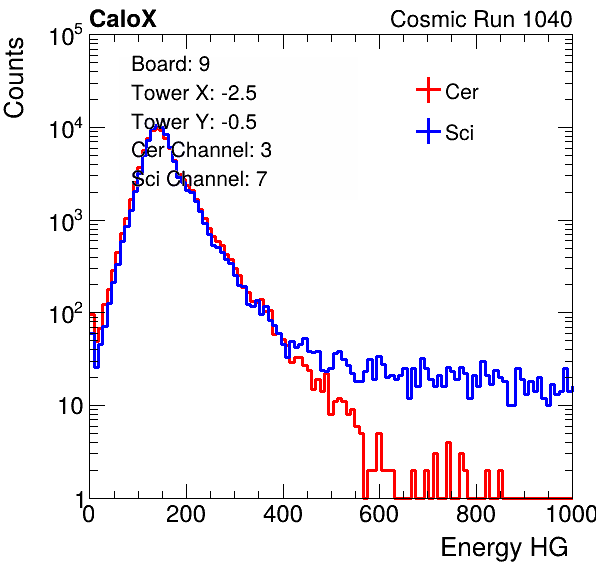 CaloX Cosmic Run 1040
Counts
10^5
10^4
10^3
10^2
10
1
Board: 9
Tower X: -2.5
Tower Y: -0.5
Cer Channel: 3
Sci Channel: 7
Cer
Sci
0 200 400 600 800 1000
Energy HG